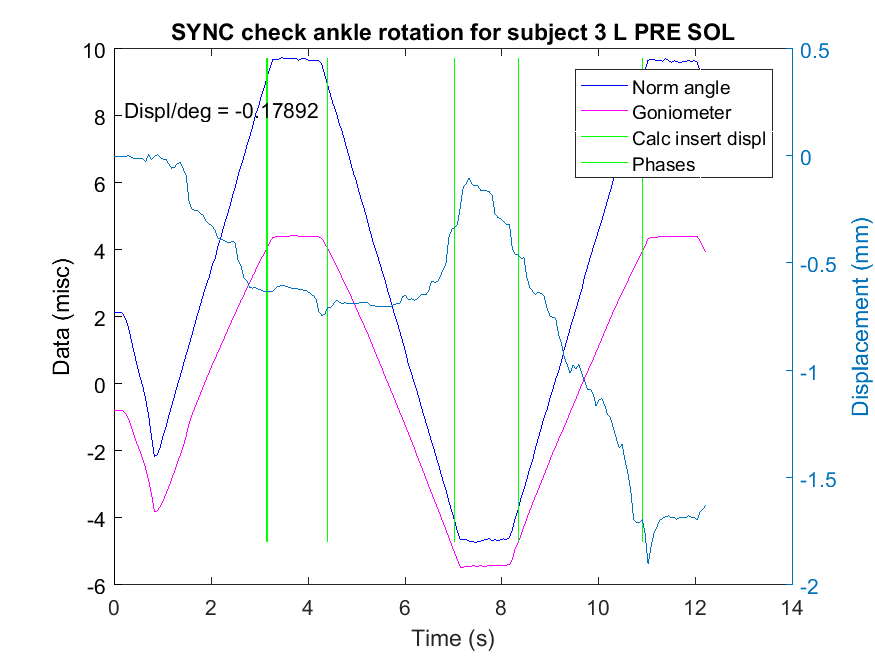 SYNC check ankle rotation for subject 3 L PRE SOL
Displ/deg = -0.17892
Norm angle
Goniometer
Calc insert displ
Phases
Data (misc)
10
8
6
4
2
0
-2
-4
-6
0.5
0
-0.5
-1
-1.5
-2
Displacement (mm)
0 2 4 6 8 10 12 14
Time (s)